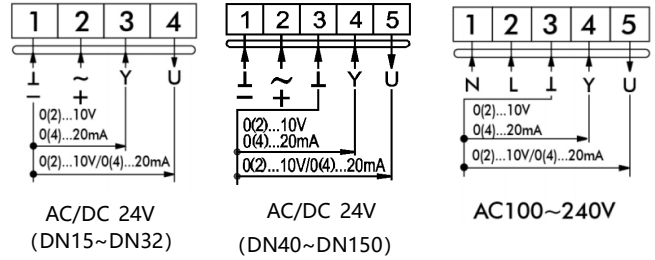 1 2 3 4
⊥ ~ Y U
− +
0(2)...10V
0(4)...20mA
0(2)...10V/0(4)...20mA
AC/DC 24V
(DN15~DN32)
1 2 3 4 5
⊥ ~ ⊥ Y U
− +
0(2)...10V
0(4)...20mA
0(2)...10V/0(4)...20mA
AC/DC 24V
(DN40~DN150)
1 2 3 4 5
N L ⊥ Y U
0(2)...10V
0(4)...20mA
0(2)...10V/0(4)...20mA
AC100~240V